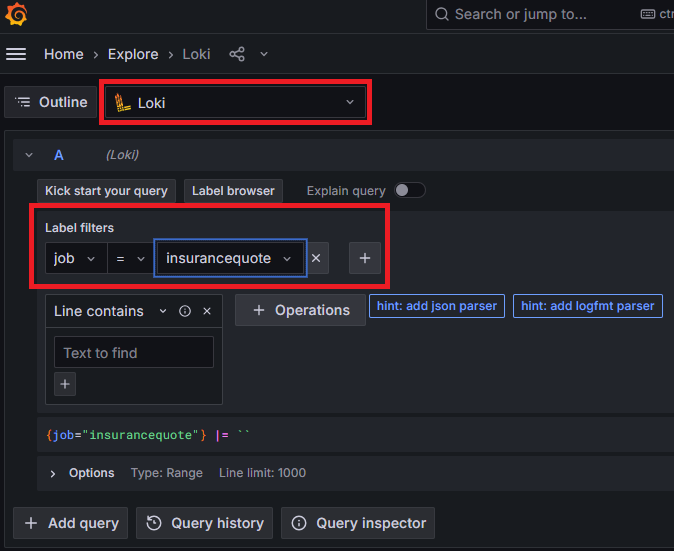 Search or jump to... ctr
Home › Explore › Loki
Outline Loki
A (Loki)
Kick start your query Label browser Explain query
Label filters
job = insurancequote × +
Line contains + Operations hint: add json parser hint: add logfmt parser
Text to find
+
{job="insurancequote"} |= ``
Options Type: Range Line limit: 1000
+ Add query Query history Query inspector